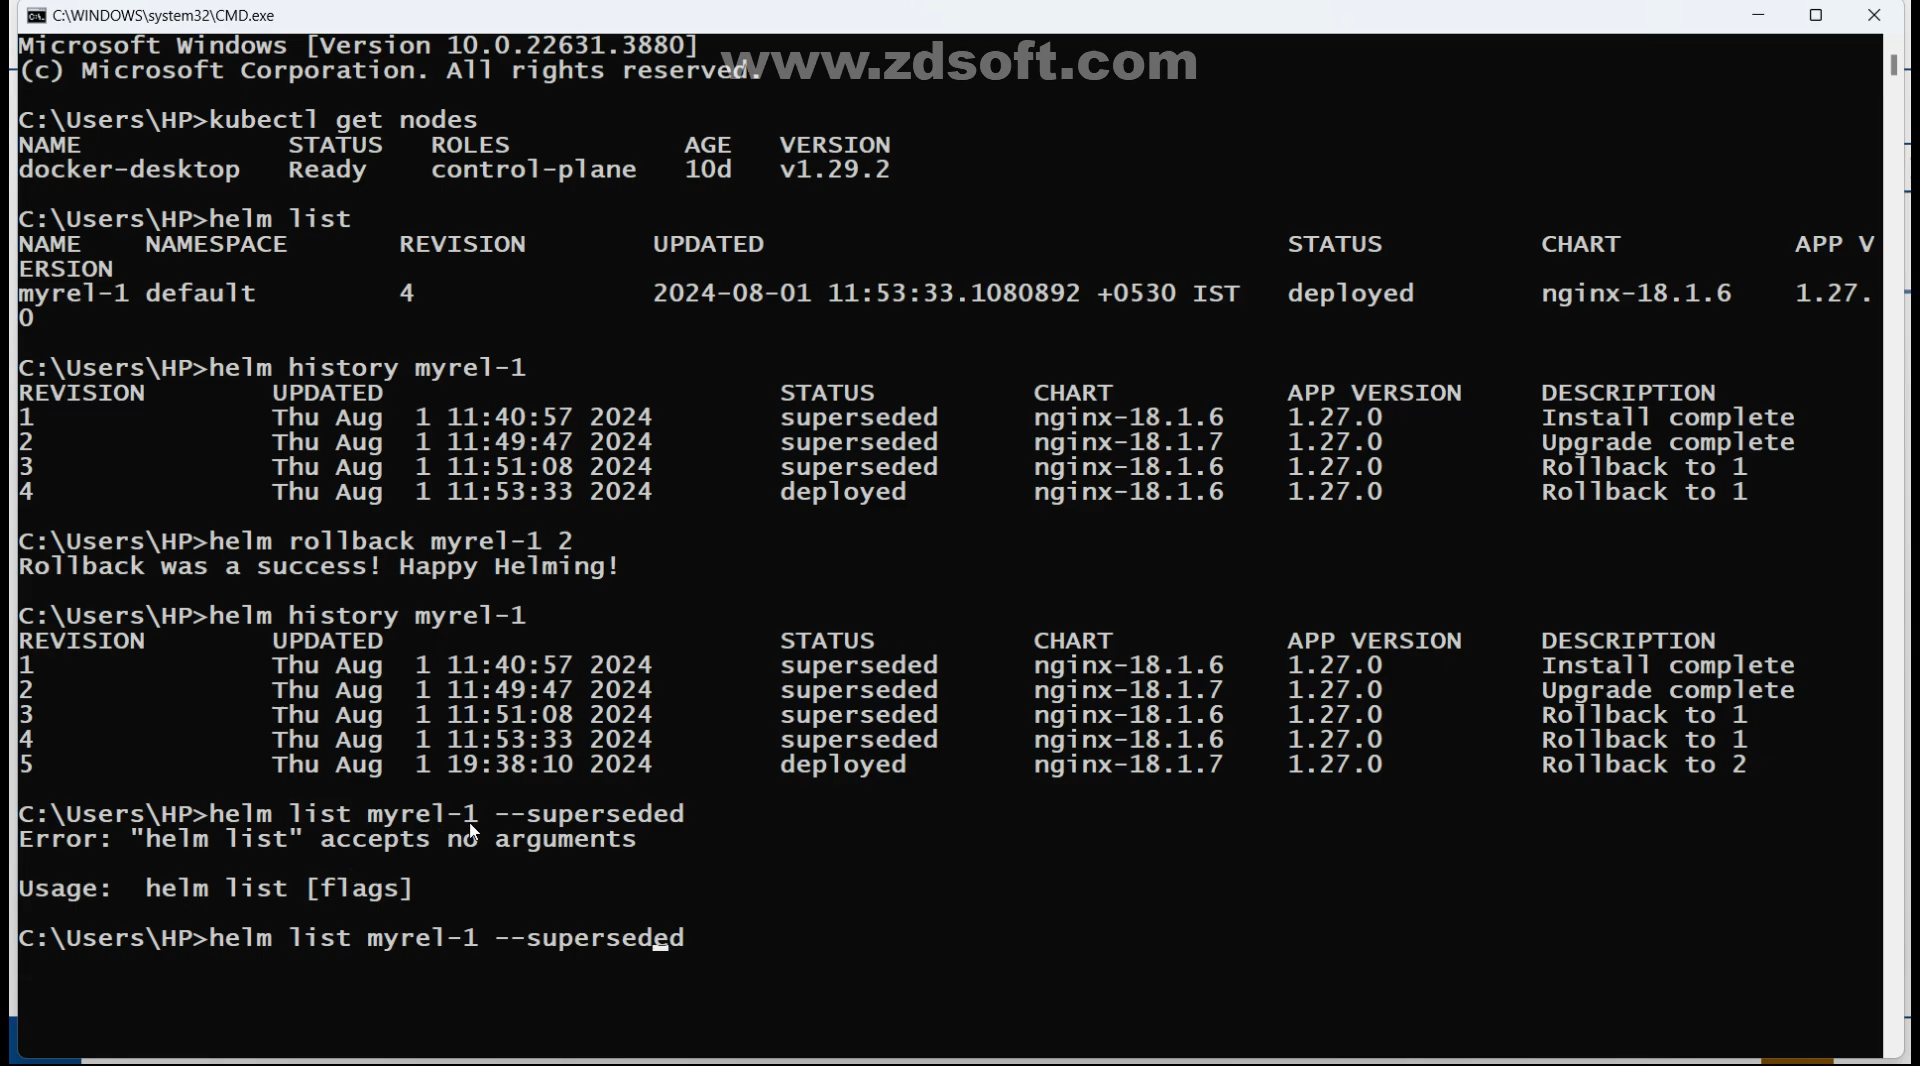 C:\WINDOWS\system32\CMD.exe
Microsoft Windows [Version 10.0.22631.3880]
(c) Microsoft Corporation. All rights reserved.
www.zdsoft.com
C:\Users\HP>kubectl get nodes
NAME STATUS ROLES AGE VERSION
docker-desktop Ready control-plane 10d v1.29.2
C:\Users\HP>helm list
NAME NAMESPACE REVISION UPDATED STATUS CHART APP V
ERSION
myrel-1 default 4 2024-08-01 11:53:33.1080892 +0530 IST deployed nginx-18.1.6 1.27.
0
C:\Users\HP>helm history myrel-1
REVISION UPDATED STATUS CHART APP VERSION DESCRIPTION
1 Thu Aug 1 11:40:57 2024 superseded nginx-18.1.6 1.27.0 Install complete
2 Thu Aug 1 11:49:47 2024 superseded nginx-18.1.7 1.27.0 Upgrade complete
3 Thu Aug 1 11:51:08 2024 superseded nginx-18.1.6 1.27.0 Rollback to 1
4 Thu Aug 1 11:53:33 2024 deployed nginx-18.1.6 1.27.0 Rollback to 1
C:\Users\HP>helm rollback myrel-1 2
Rollback was a success! Happy Helming!
C:\Users\HP>helm history myrel-1
REVISION UPDATED STATUS CHART APP VERSION DESCRIPTION
1 Thu Aug 1 11:40:57 2024 superseded nginx-18.1.6 1.27.0 Install complete
2 Thu Aug 1 11:49:47 2024 superseded nginx-18.1.7 1.27.0 Upgrade complete
3 Thu Aug 1 11:51:08 2024 superseded nginx-18.1.6 1.27.0 Rollback to 1
4 Thu Aug 1 11:53:33 2024 superseded nginx-18.1.6 1.27.0 Rollback to 1
5 Thu Aug 1 19:38:10 2024 deployed nginx-18.1.7 1.27.0 Rollback to 2
C:\Users\HP>helm list myrel-1 --superseded
Error: "helm list" accepts no arguments
Usage: helm list [flags]
C:\Users\HP>helm list myrel-1 --superseded